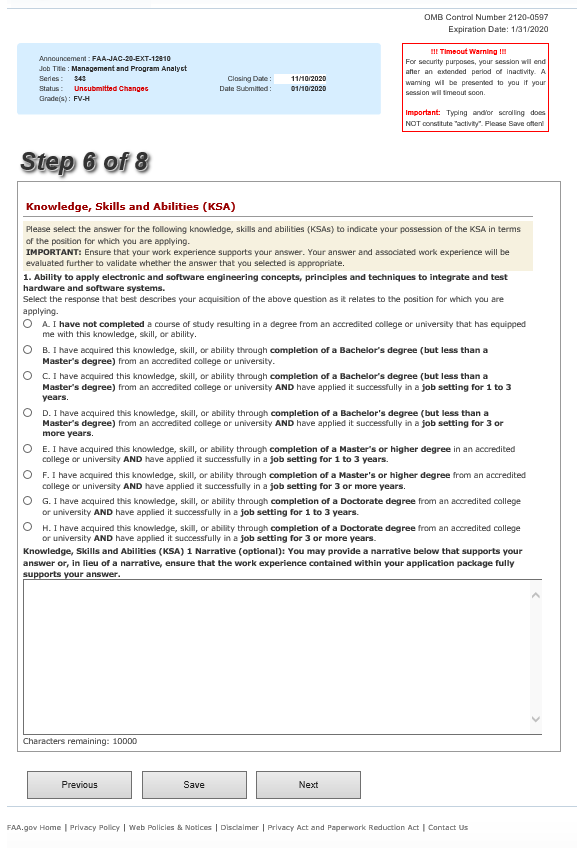 OMB Control Number 2120-0597
Expiration Date: 1/31/2020
Announcement : FAA-JAC-20-EXT-12610
Job Title : Management and Program Analyst
Series : 343
Closing Date : 11/10/2020
Status : Unsubmitted Changes
Date Submitted : 01/10/2020
Grade(s) : FV-H
!!! Timeout Warning !!!
For security purposes, your session will end
after an extended period of inactivity. A
warning will be presented to you if your
session will timeout soon.
Important: Typing and/or scrolling does
NOT constitute "activity". Please Save often!
Step 6 of 8
Knowledge, Skills and Abilities (KSA)
Please select the answer for the following knowledge, skills and abilities (KSAs) to indicate your possession of the KSA in terms
of the position for which you are applying.
IMPORTANT: Ensure that your work experience supports your answer. Your answer and associated work experience will be
evaluated further to validate whether the answer that you selected is appropriate.
1. Ability to apply electronic and software engineering concepts, principles and techniques to integrate and test
hardware and software systems.
Select the response that best describes your acquisition of the above question as it relates to the position for which you are
applying.
A. I have not completed a course of study resulting in a degree from an accredited college or university that has equipped
me with this knowledge, skill, or ability.
B. I have acquired this knowledge, skill, or ability through completion of a Bachelor's degree (but less than a
Master's degree) from an accredited college or university.
C. I have acquired this knowledge, skill, or ability through completion of a Bachelor's degree (but less than a
Master's degree) from an accredited college or university AND have applied it successfully in a job setting for 1 to 3
years.
D. I have acquired this knowledge, skill, or ability through completion of a Bachelor's degree (but less than a
Master's degree) from an accredited college or university AND have applied it successfully in a job setting for 3 or
more years.
E. I have acquired this knowledge, skill, or ability through completion of a Master's or higher degree in an accredited
college or university AND have applied it successfully in a job setting for 1 to 3 years.
F. I have acquired this knowledge, skill, or ability through completion of a Master's or higher degree from an accredited
college or university AND have applied it successfully in a job setting for 3 or more years.
G. I have acquired this knowledge, skill, or ability through completion of a Doctorate degree from an accredited college
or university AND have applied it successfully in a job setting for 1 to 3 years.
H. I have acquired this knowledge, skill, or ability through completion of a Doctorate degree from an accredited college
or university AND have applied it successfully in a job setting for 3 or more years.
Knowledge, Skills and Abilities (KSA) 1 Narrative (optional): You may provide a narrative below that supports your
answer or, in lieu of a narrative, ensure that the work experience contained within your application package fully
supports your answer.
Characters remaining: 10000
Previous
Save
Next
FAA.gov Home | Privacy Policy | Web Policies & Notices | Disclaimer | Privacy Act and Paperwork Reduction Act | Contact Us